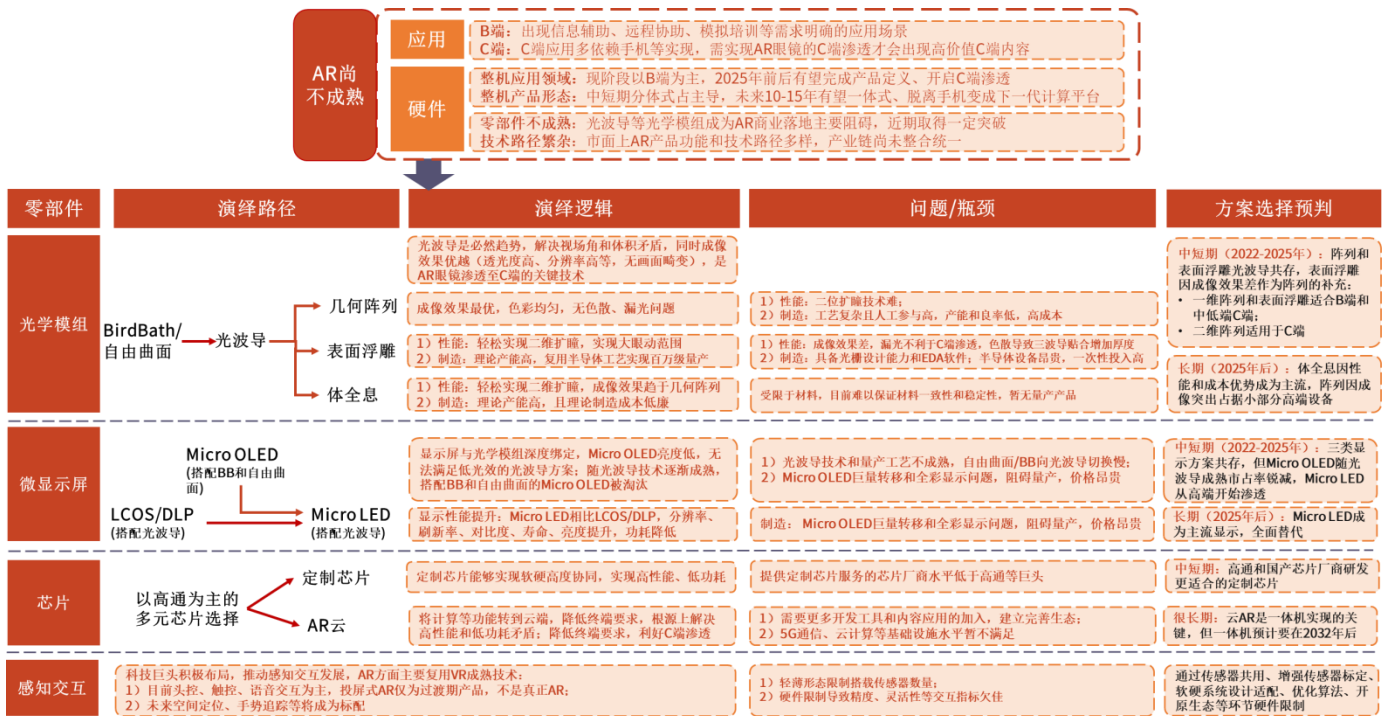 AR尚
不成熟
应用
B端：出现信息辅助、远程协助、模拟培训等需求明确的应用场景
C端：C端应用多依赖手机等实现，需实现AR眼镜的C端渗透才会出现高价值C端内容
硬件
整机应用领域：现阶段以B端为主，2025年前后有望完成产品定义、开启C端渗透
整机产品形态：中短期分体式占主导，未来10-15年有望一体式、脱离手机变成下一代计算平台
零部件不成熟：光波导等光学模组成为AR商业落地主要阻碍，近期取得一定突破
技术路径繁杂：市面上AR产品功能和技术路径多样，产业链尚未整合统一
零部件
演绎路径
演绎逻辑
问题/瓶颈
方案选择预判
光学模组
BirdBath/
自由曲面
光波导
几何阵列
表面浮雕
体全息
光波导是必然趋势，解决视场角和体积矛盾，同时成像
效果优越（透光度高、分辨率高等，无画面畸变），是
AR眼镜渗透至C端的关键技术
成像效果最优，色彩均匀，无色散、漏光问题
1）性能：轻松实现二维扩瞳，实现大眼动范围
2）制造：理论产能高，复用半导体工艺实现百万级量产
1）性能：轻松实现二维扩瞳，成像效果趋于几何阵列
2）制造：理论产能高，且理论制造成本低廉
1）性能：二位扩瞳技术难；
2）制造：工艺复杂且人工参与高，产能和良率低，高成本
1）性能：成像效果差，漏光不利于C端渗透，色散导致三波导贴合增加厚度
2）制造：具备光栅设计能力和EDA软件；半导体设备昂贵，一次性投入高
受限于材料，目前难以保证材料一致性和稳定性，暂无量产产品
中短期（2022-2025年）：阵列和
表面浮雕光波导共存，表面浮雕
因成像效果差作为阵列的补充：
• 一维阵列和表面浮雕适合B端和
中低端C端；
• 二维阵列适用于C端
长期（2025年后）：体全息因性
能和成本优势成为主流，阵列因成
像突出占据小部分高端设备
微显示屏
Micro OLED
(搭配BB和自由曲
面)
LCOS/DLP
(搭配光波导)
Micro LED
(搭配光波导)
显示屏与光学模组深度绑定，Micro OLED亮度低，无
法满足低光效的光波导方案；随光波导技术逐渐成熟，
搭配BB和自由曲面的Micro OLED被淘汰
显示性能提升：Micro LED相比LCOS/DLP，分辨率、
刷新率、对比度、寿命、亮度提升，功耗降低
1）光波导技术和量产工艺不成熟，自由曲面/BB向光波导切换慢；
2）Micro OLED巨量转移和全彩显示问题，阻碍量产，价格昂贵
制造： Micro OLED巨量转移和全彩显示问题，阻碍量产，价格昂贵
中短期（2022-2025年）：三类显
示方案共存，但Micro OLED随光
波导成熟市占率锐减，Micro LED
从高端开始渗透
长期（2025年后）：Micro LED成
为主流显示，全面替代
芯片
以高通为主的
多元芯片选择
定制芯片
AR云
定制芯片能够实现软硬高度协同，实现高性能、低功耗
将计算等功能转到云端，降低终端要求，根源上解决
高性能和低功耗矛盾；降低终端要求，利好C端渗透
提供定制芯片服务的芯片厂商水平低于高通等巨头
1）需要更多开发工具和内容应用的加入，建立完善生态；
2）5G通信、云计算等基础设施水平暂不满足
中短期：高通和国产芯片厂商研发
更适合的定制芯片
很长期：云AR是一体机实现的关
键，但一体机预计要在2032年后
感知交互
科技巨头积极布局，推动感知交互发展，AR方面主要复用VR成熟技术：
1）目前头控、触控、语音交互为主，投屏式AR仅为过渡期产品，不是真正AR；
2）未来空间定位、手势追踪等将成为标配
1）轻薄形态限制搭载传感器数量；
2）硬件限制导致精度、灵活性等交互指标欠佳
通过传感器共用、增强传感器标定、
软硬系统设计适配、优化算法、开
原生态等环节硬件限制